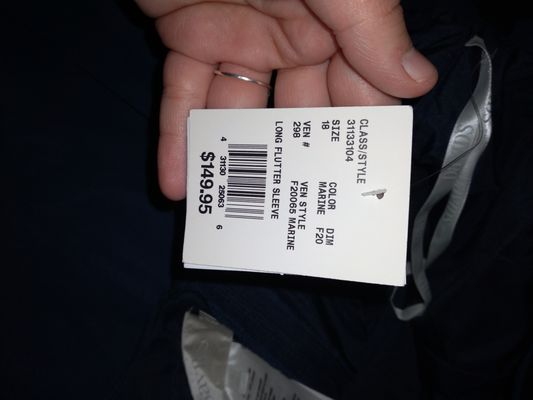 CLASS/STYLE
31133104
SIZE COLOR DIM
18 MARINE F20
VEN # VEN STYLE
298 F20065 MARINE
LONG FLUTTER SLEEVE
4 31130 25063 6
$149.95